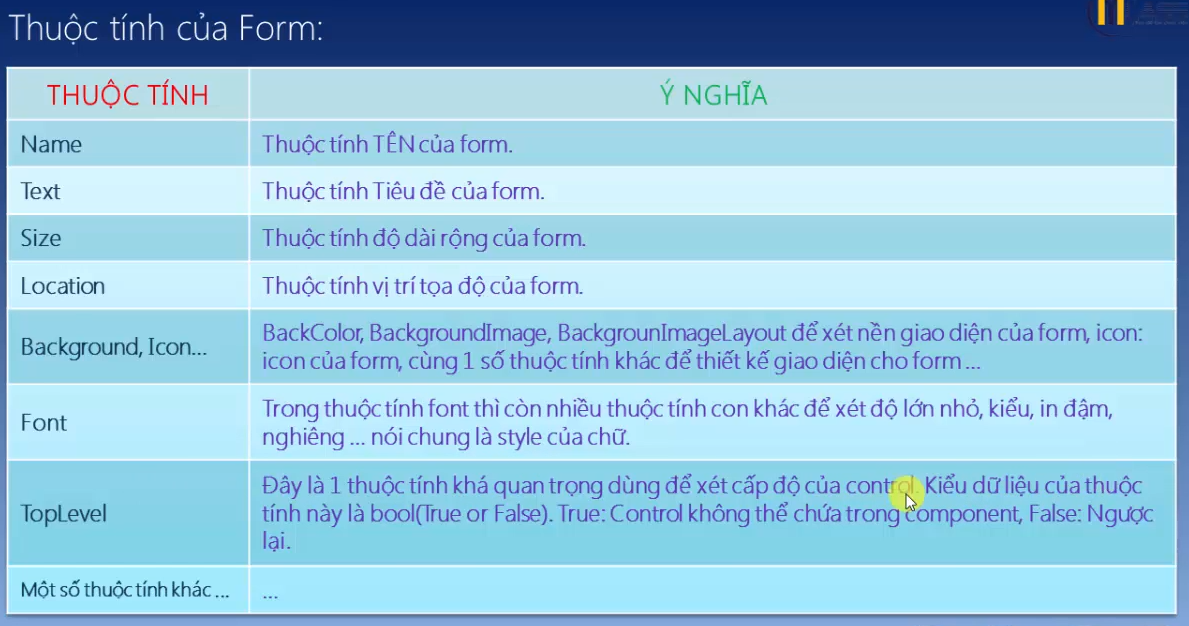 Thuộc tính của Form:
THUỘC TÍNH
Ý NGHĨA
Name
Thuộc tính TÊN của form.
Text
Thuộc tính Tiêu đề của form.
Size
Thuộc tính độ dài rộng của form.
Location
Thuộc tính vị trí tọa độ của form.
Background, Icon...
BackColor, BackgroundImage, BackgrounImageLayout để xét nền giao diện của form, icon:
icon của form, cùng 1 số thuộc tính khác để thiết kế giao diện cho form ...
Font
Trong thuộc tính font thì còn nhiều thuộc tính con khác để xét độ lớn nhỏ, kiểu, in đậm,
nghiêng ... nói chung là style của chữ.
TopLevel
Đây là 1 thuộc tính khá quan trọng dùng để xét cấp độ của control. Kiểu dữ liệu của thuộc
tính này là bool(True or False). True: Control không thể chứa trong component, False: Ngược
lại.
Một số thuộc tính khác ...
...